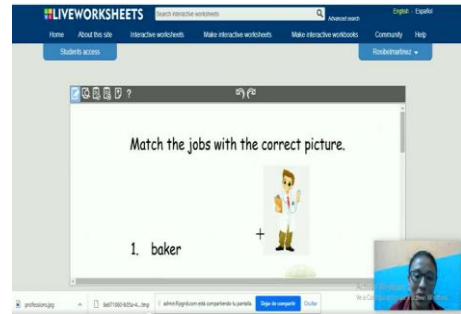 LIVEWORKSHEETS
Search interactive worksheets
Advanced search
English - Español
Home About this site Interactive worksheets Make interactive worksheets Make interactive workbooks Community Help
Students access
Rosibelmartinez
?
Match the jobs with the correct picture.
+
1. baker
professions.jpg
está compartiendo tu pantalla.
Dejar de compartir
Ocultar